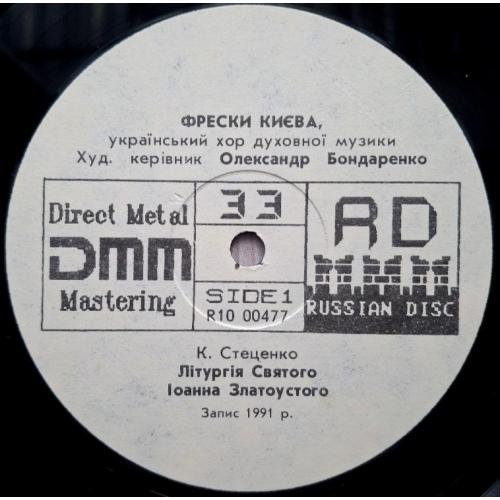 ФРЕСКИ КИЄВА,
український хор духовної музики
Худ. керівник Олександр Бондаренко
Direct Metal
DMM
Mastering
33
SIDE 1
R10 00477
RD
RUSSIAN DISC
К. Стеценко
Літургія Святого
Іоанна Златоустого
Запис 1991 р.